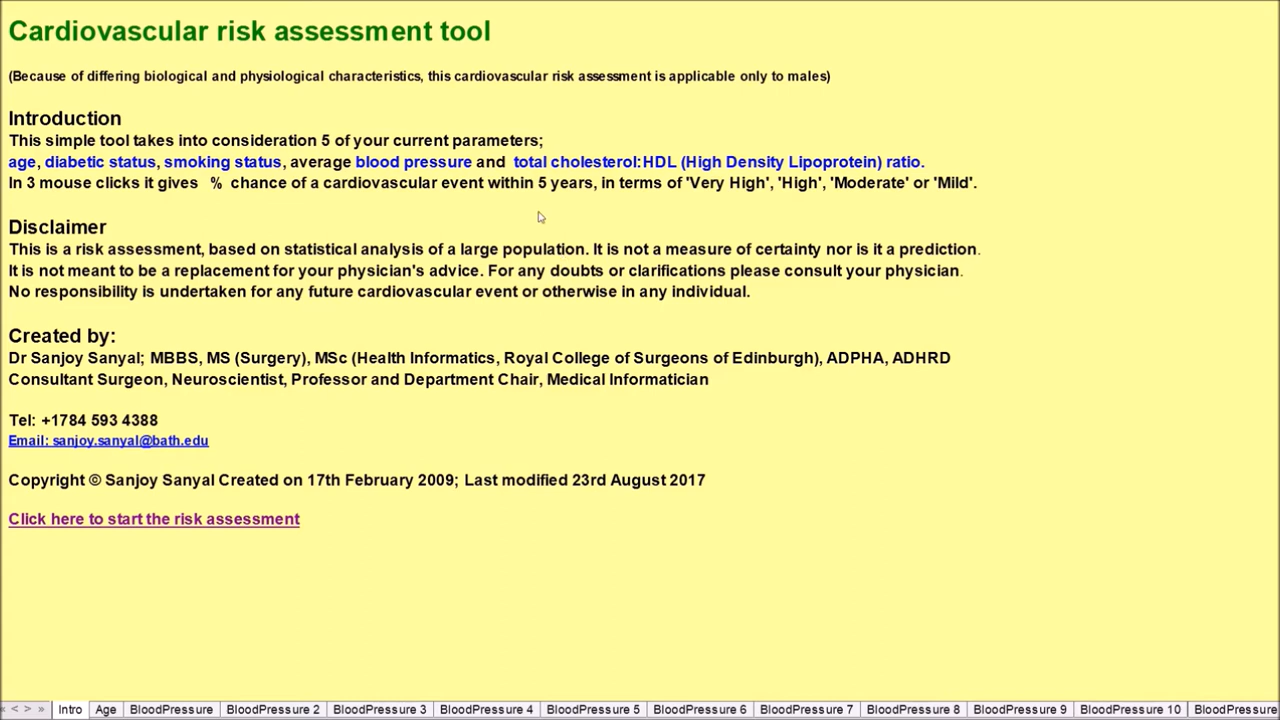 Cardiovascular risk assessment tool
(Because of differing biological and physiological characteristics, this cardiovascular risk assessment is applicable only to males)
Introduction
This simple tool takes into consideration 5 of your current parameters;
age, diabetic status, smoking status, average blood pressure and total cholesterol:HDL (High Density Lipoprotein) ratio.
In 3 mouse clicks it gives % chance of a cardiovascular event within 5 years, in terms of 'Very High', 'High', 'Moderate' or 'Mild'.
Disclaimer
This is a risk assessment, based on statistical analysis of a large population. It is not a measure of certainty nor is it a prediction.
It is not meant to be a replacement for your physician's advice. For any doubts or clarifications please consult your physician.
No responsibility is undertaken for any future cardiovascular event or otherwise in any individual.
Created by:
Dr Sanjoy Sanyal; MBBS, MS (Surgery), MSc (Health Informatics, Royal College of Surgeons of Edinburgh), ADPHA, ADHRD
Consultant Surgeon, Neuroscientist, Professor and Department Chair, Medical Informatician
Tel: +1784 593 4388
Email: sanjoy.sanyal@bath.edu
Copyright © Sanjoy Sanyal Created on 17th February 2009; Last modified 23rd August 2017
Click here to start the risk assessment
« < > » Intro Age BloodPressure BloodPressure 2 BloodPressure 3 BloodPressure 4 BloodPressure 5 BloodPressure 6 BloodPressure 7 BloodPressure 8 BloodPressure 9 BloodPressure 10 BloodPressure